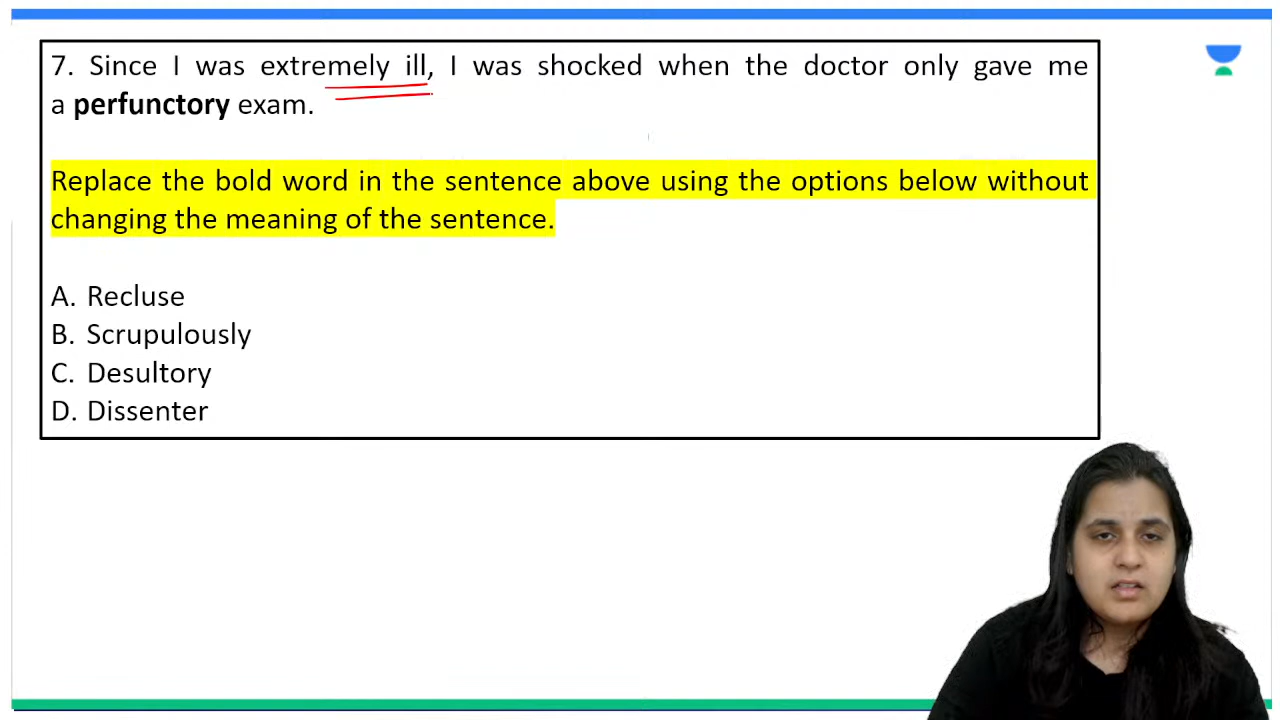 7. Since I was extremely ill, I was shocked when the doctor only gave me
a perfunctory exam.
Replace the bold word in the sentence above using the options below without
changing the meaning of the sentence.
A. Recluse
B. Scrupulously
C. Desultory
D. Dissenter